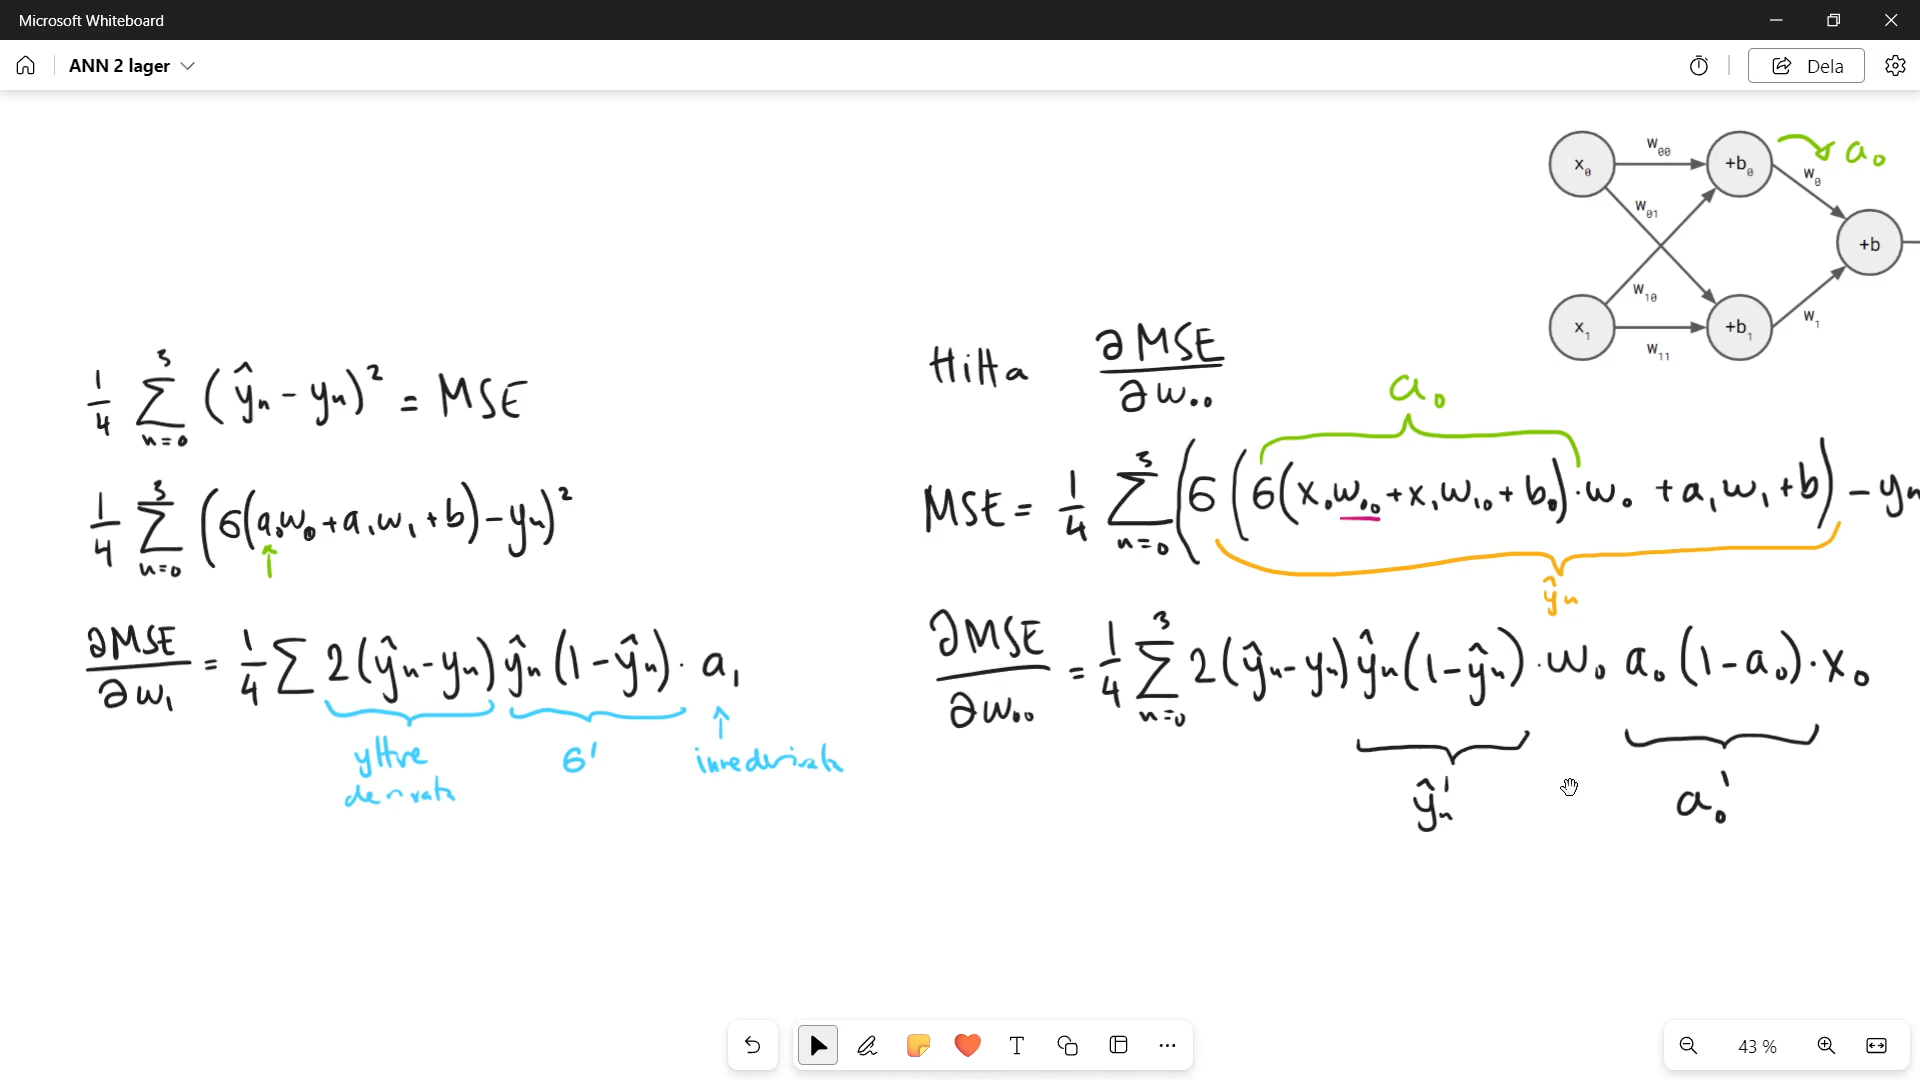 Microsoft Whiteboard
ANN 2 lager
Dela
x₀ w₀₀ +b₀ → a₀
w₀₁ w₀
+b
w₁₀
x₁ w₁₁ +b₁ w₁
1/4 Σ_{n=0}^{3} (ŷₙ - yₙ)² = MSE
1/4 Σ_{n=0}^{3} (б(a₀w₀ + a₁w₁ + b) - yₙ)²
↑
∂MSE/∂w₁ = 1/4 Σ 2(ŷₙ - yₙ) ŷₙ (1 - ŷₙ) · a₁
yttre derivata
б'
inre derivata
Hitta ∂MSE/∂w₀₀
a₀
MSE = 1/4 Σ_{n=0}^{3} (б(б(x₀w₀₀ + x₁w₁₀ + b₀) · w₀ + a₁w₁ + b) - yₙ
ŷₙ
∂MSE/∂w₀₀ = 1/4 Σ_{n=0}^{3} 2(ŷₙ - yₙ) ŷₙ (1 - ŷₙ) · w₀ a₀ (1 - a₀) · x₀
ŷₙ' a₀'
43 %